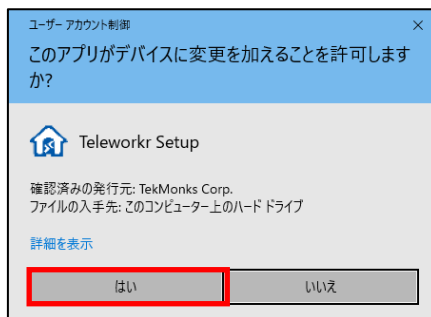 ユーザー アカウント制御
このアプリがデバイスに変更を加えることを許可します
か?
Teleworkr Setup
確認済みの発行元: TekMonks Corp.
ファイルの入手先: このコンピューター上のハード ドライブ
詳細を表示
はい
いいえ